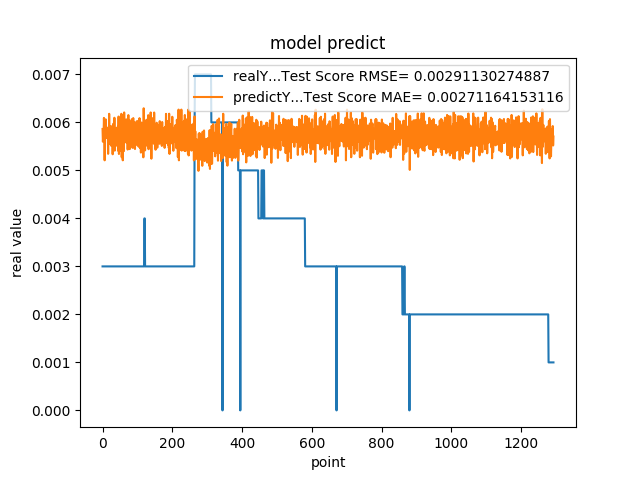 model predict
realY...Test Score RMSE= 0.00291130274887
predictY...Test Score MAE= 0.00271164153116
0.007
0.006
0.005
0.004
0.003
0.002
0.001
0.000
real value
0 200 400 600 800 1000 1200
point